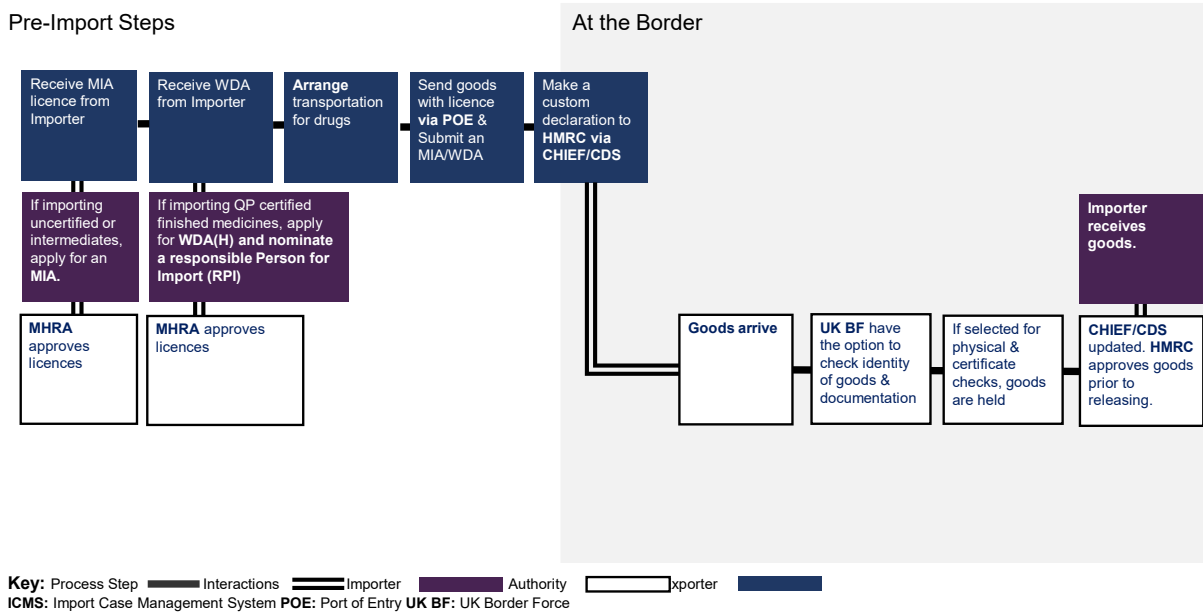 Pre-Import Steps
At the Border
Receive MIA
licence from
Importer
Receive WDA
from Importer
Arrange
transportation
for drugs
Send goods
with licence
via POE &
Submit an
MIA/WDA
Make a
custom
declaration to
HMRC via
CHIEF/CDS
If importing
uncertified or
intermediates,
apply for an
MIA.
If importing QP certified
finished medicines, apply
for WDA(H) and nominate
a responsible Person for
Import (RPI)
Importer
receives
goods.
MHRA
approves
licences
MHRA approves
licences
Goods arrive
UK BF have
the option to
check identity
of goods &
documentation
If selected for
physical &
certificate
checks, goods
are held
CHIEF/CDS
updated. HMRC
approves goods
prior to
releasing.
Key: Process Step Interactions Importer Authority xporter
ICMS: Import Case Management System POE: Port of Entry UK BF: UK Border Force